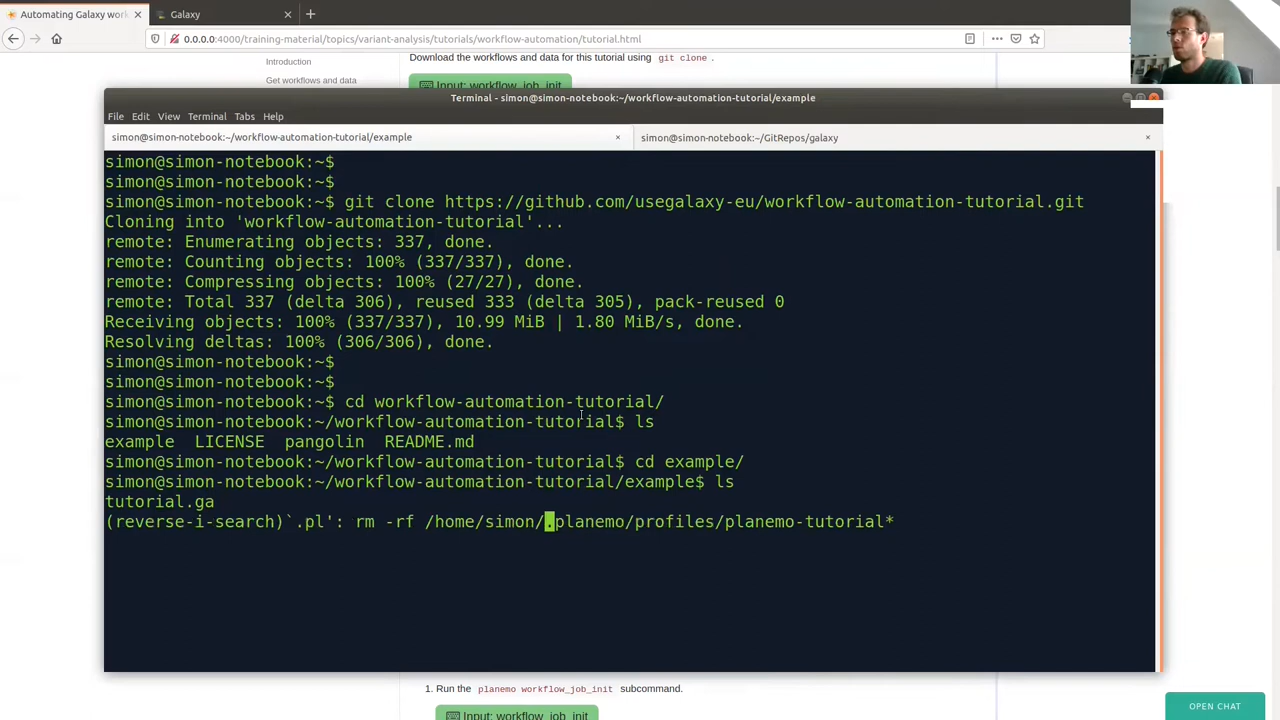 Automating Galaxy work
Galaxy
0.0.0.0:4000/training-material/topics/variant-analysis/tutorials/workflow-automation/tutorial.html
Introduction
Get workflows and data
Download the workflows and data for this tutorial using git clone .
Input: workflow_job_init
Terminal - simon@simon-notebook:~/workflow-automation-tutorial/example
File Edit View Terminal Tabs Help
simon@simon-notebook:~/workflow-automation-tutorial/example
simon@simon-notebook:~/GitRepos/galaxy
simon@simon-notebook:~$
simon@simon-notebook:~$
simon@simon-notebook:~$ git clone https://github.com/usegalaxy-eu/workflow-automation-tutorial.git
Cloning into 'workflow-automation-tutorial'...
remote: Enumerating objects: 337, done.
remote: Counting objects: 100% (337/337), done.
remote: Compressing objects: 100% (27/27), done.
remote: Total 337 (delta 306), reused 333 (delta 305), pack-reused 0
Receiving objects: 100% (337/337), 10.99 MiB | 1.80 MiB/s, done.
Resolving deltas: 100% (306/306), done.
simon@simon-notebook:~$
simon@simon-notebook:~$
simon@simon-notebook:~$ cd workflow-automation-tutorial/
simon@simon-notebook:~/workflow-automation-tutorial$ ls
example LICENSE pangolin README.md
simon@simon-notebook:~/workflow-automation-tutorial$ cd example/
simon@simon-notebook:~/workflow-automation-tutorial/example$ ls
tutorial.ga
(reverse-i-search)`.pl': rm -rf /home/simon/.planemo/profiles/planemo-tutorial*
1. Run the planemo workflow_job_init subcommand.
Input: workflow_job_init
OPEN CHAT